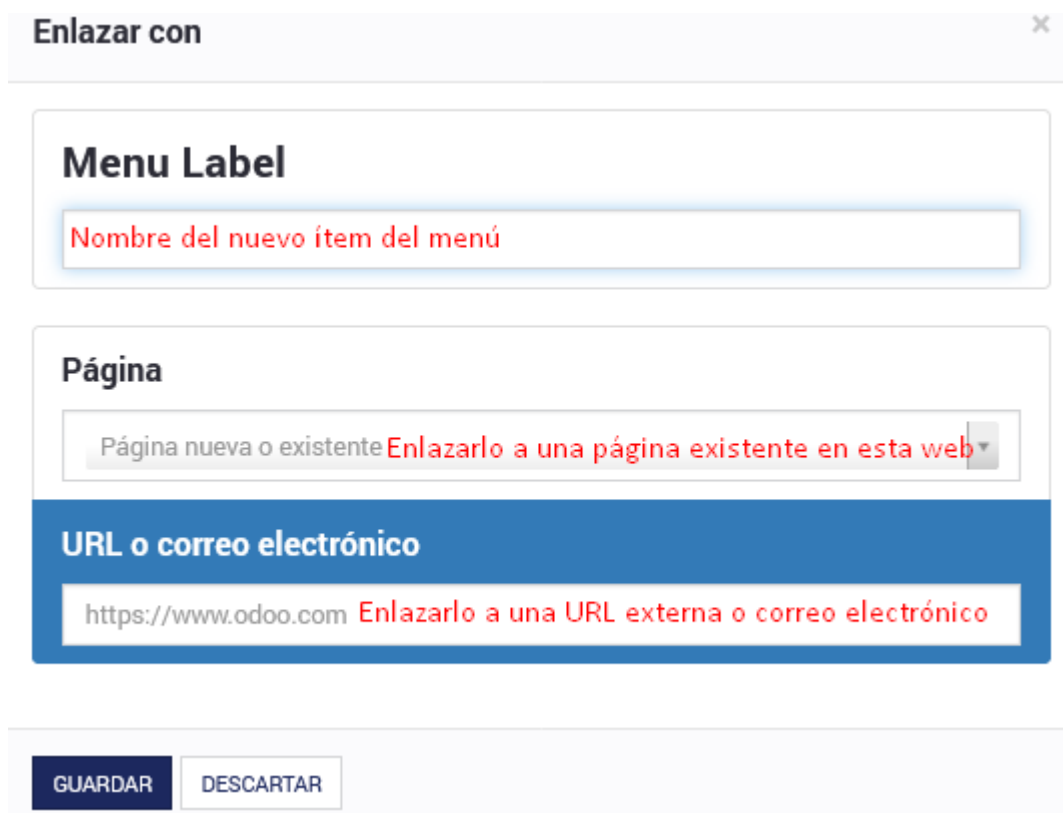 Enlazar con ×
Menu Label
Nombre del nuevo ítem del menú
Página
Página nueva o existente Enlazarlo a una página existente en esta web
URL o correo electrónico
https://www.odoo.com Enlazarlo a una URL externa o correo electrónico
GUARDAR DESCARTAR